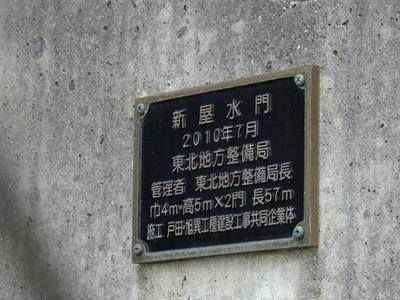 新屋水門
2010年7月
東北地方整備局
管理者 東北地方整備局長
巾4m・高5m×2門 長57m
施工 戸田・旭異工種建設工事共同企業体